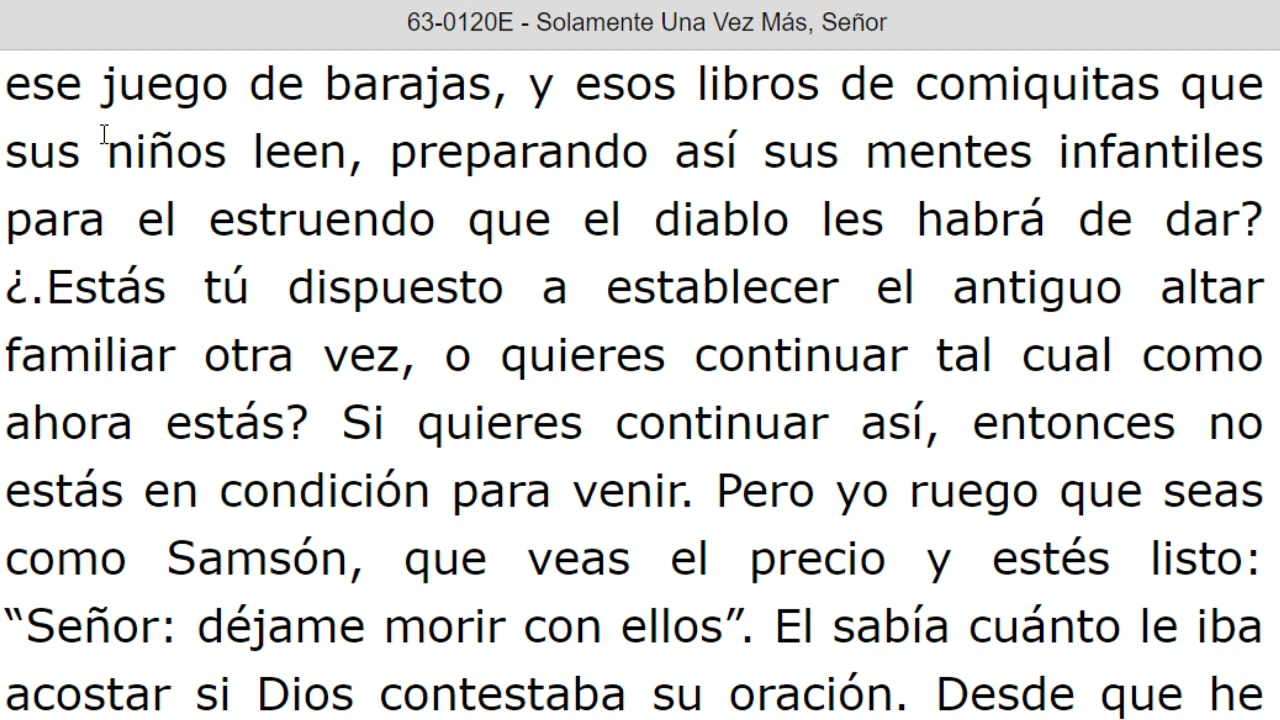 63-0120E - Solamente Una Vez Más, Señor
ese juego de barajas, y esos libros de comiquitas que
sus niños leen, preparando así sus mentes infantiles
para el estruendo que el diablo les habrá de dar?
¿.Estás tú dispuesto a establecer el antiguo altar
familiar otra vez, o quieres continuar tal cual como
ahora estás? Si quieres continuar así, entonces no
estás en condición para venir. Pero yo ruego que seas
como Samsón, que veas el precio y estés listo:
“Señor: déjame morir con ellos”. El sabía cuánto le iba
acostar si Dios contestaba su oración. Desde que he